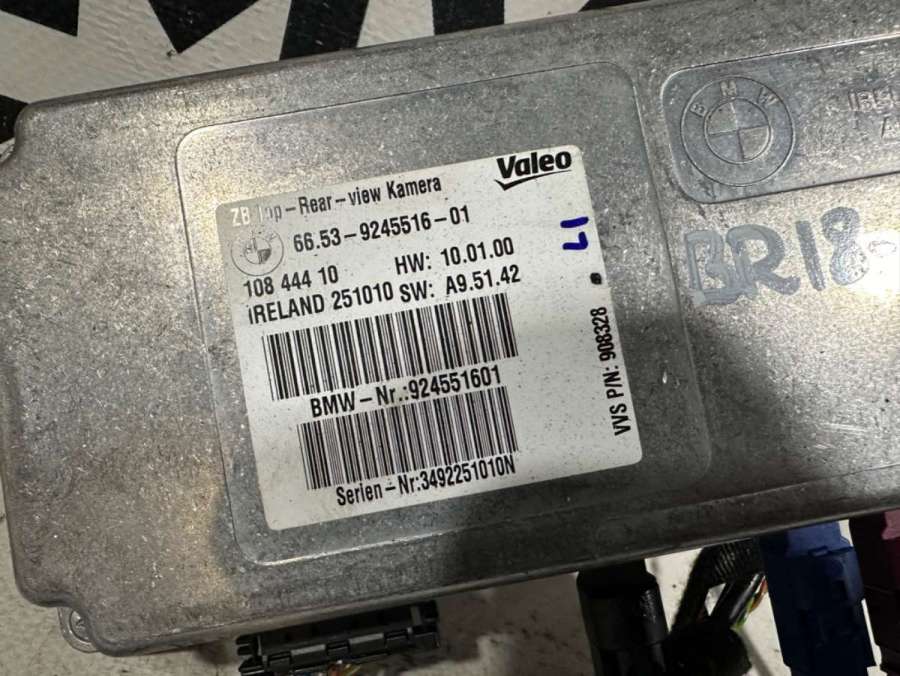 Valeo
ZB Top-Rear-view Kamera
66.53-9245516-01
108 444 10 HW: 10.01.00
IRELAND 251010 SW: A9.51.42
BMW-Nr.:924551601
Serien-Nr:3492251010N
VVS P/N: 908328
L1
BMW
BR18-